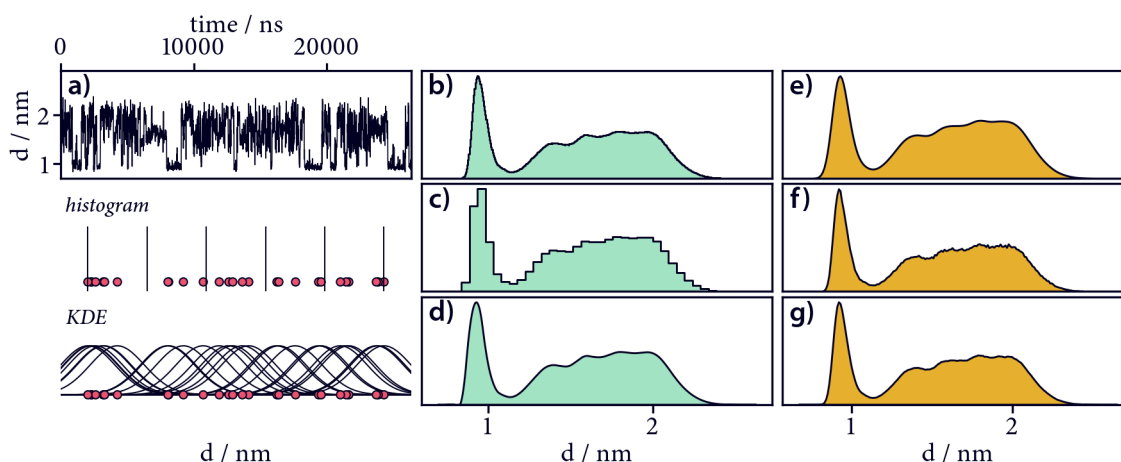 time / ns
0 10000 20000
a)
d / nm
2
1
histogram
KDE
d / nm
b)
c)
d)
1 2
d / nm
e)
f)
g)
1 2
d / nm